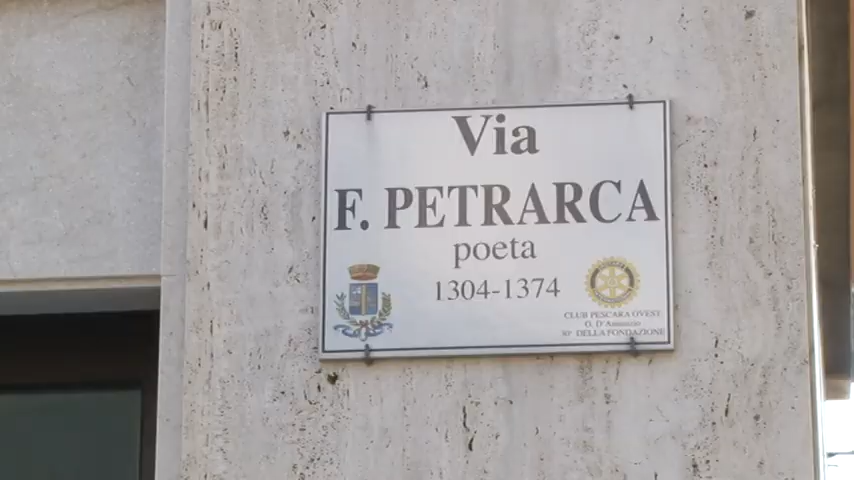 Via
F. PETRARCA
poeta
1304-1374
CLUB PESCARA OVEST
G. D'Annunzio
30° DELLA FONDAZIONE